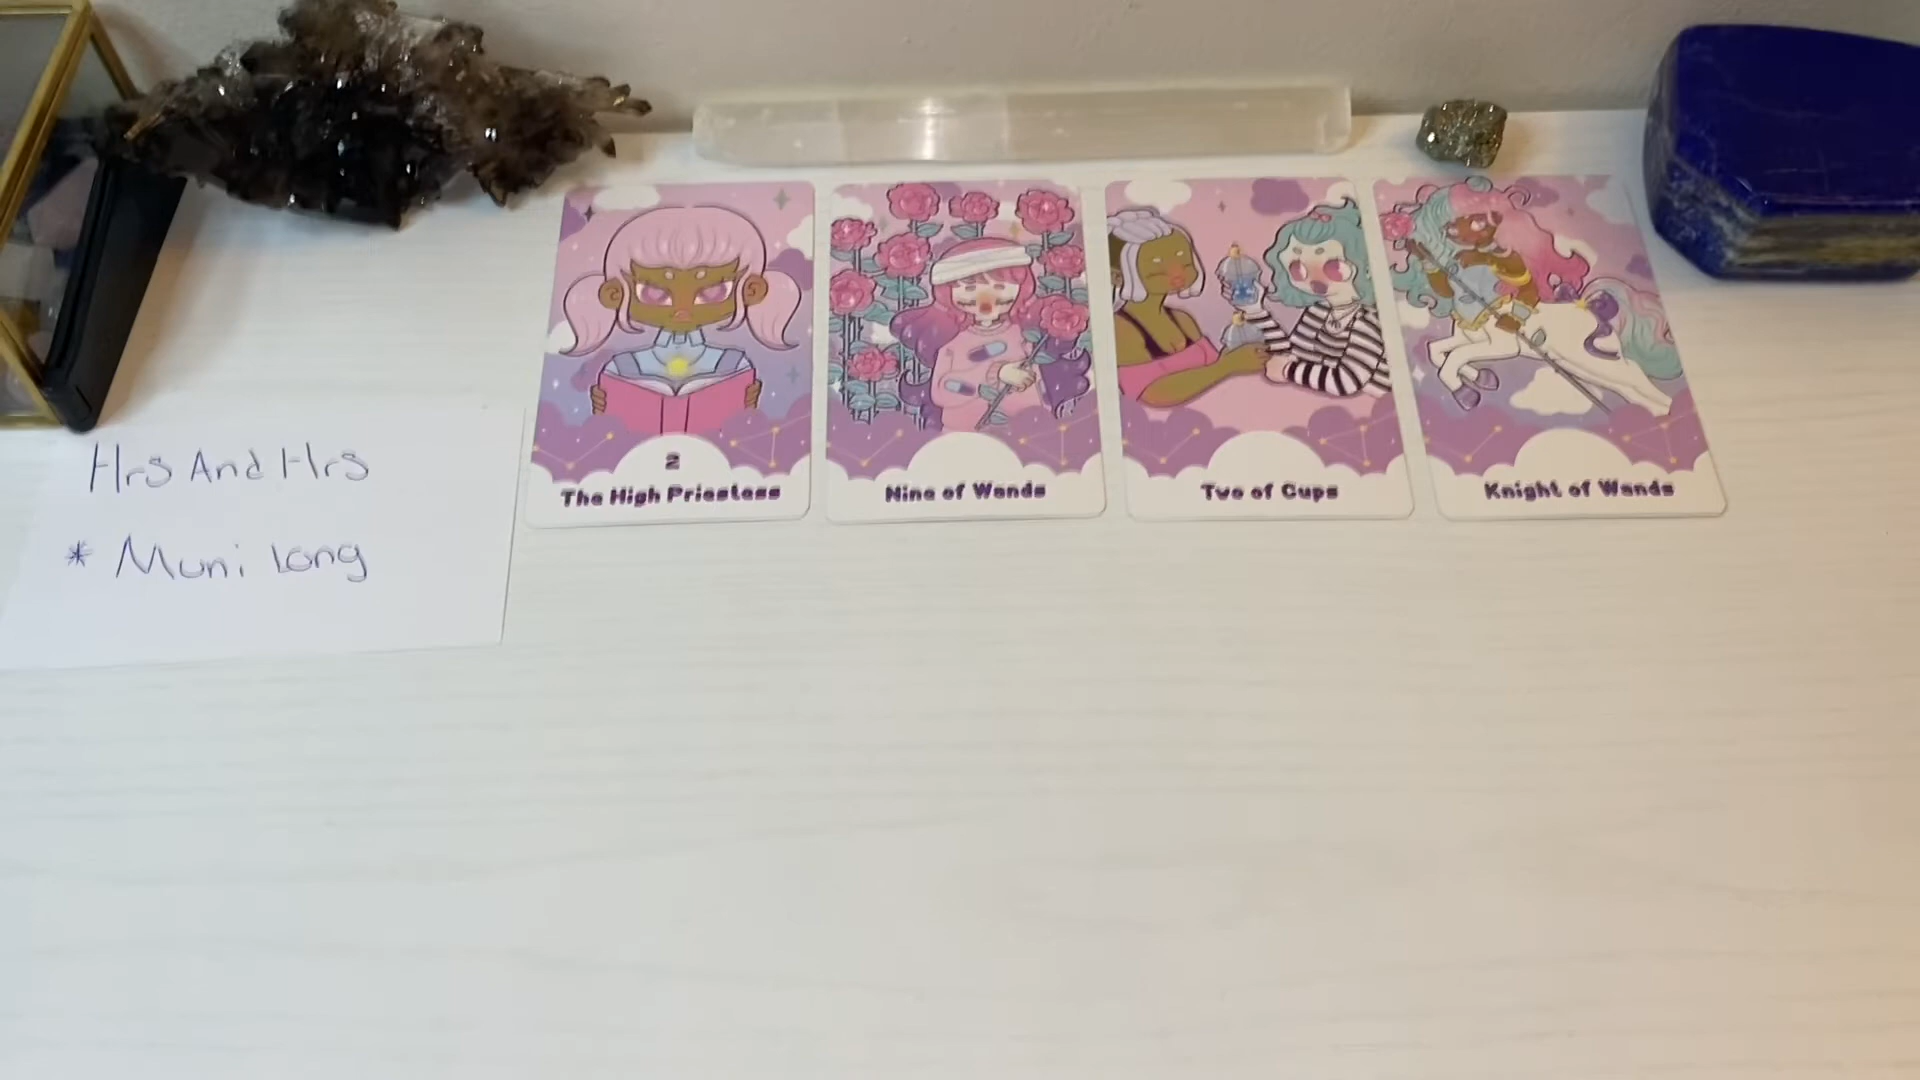 Hrs And Hrs
* Muni Long
2
The High Priestess
Nine of Wands
Two of Cups
Knight of Wands